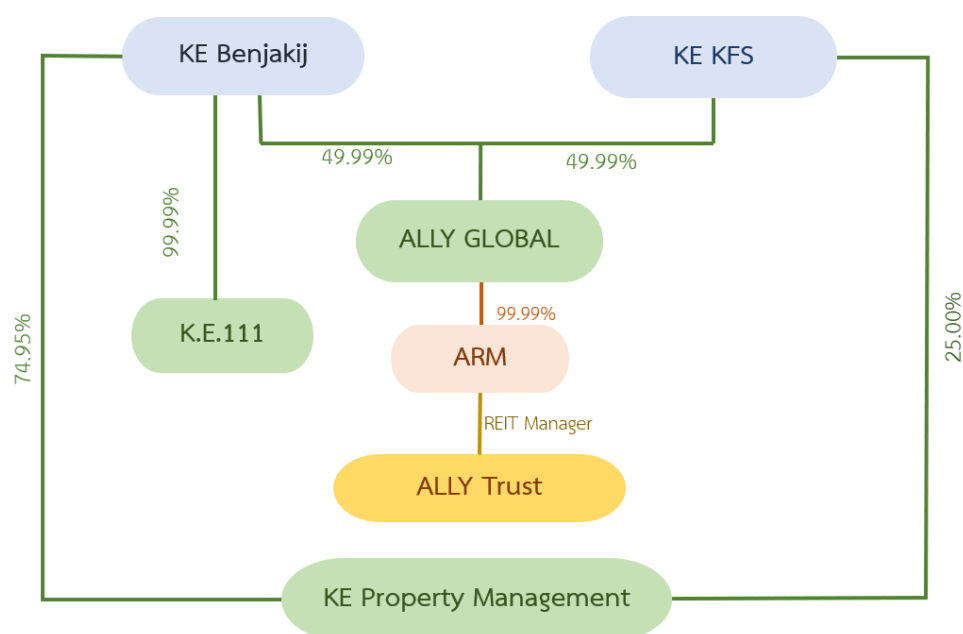 KE Benjakij
KE KFS
49.99%
49.99%
99.99%
ALLY GLOBAL
99.99%
K.E.111
ARM
74.95%
25.00%
REIT Manager
ALLY Trust
KE Property Management